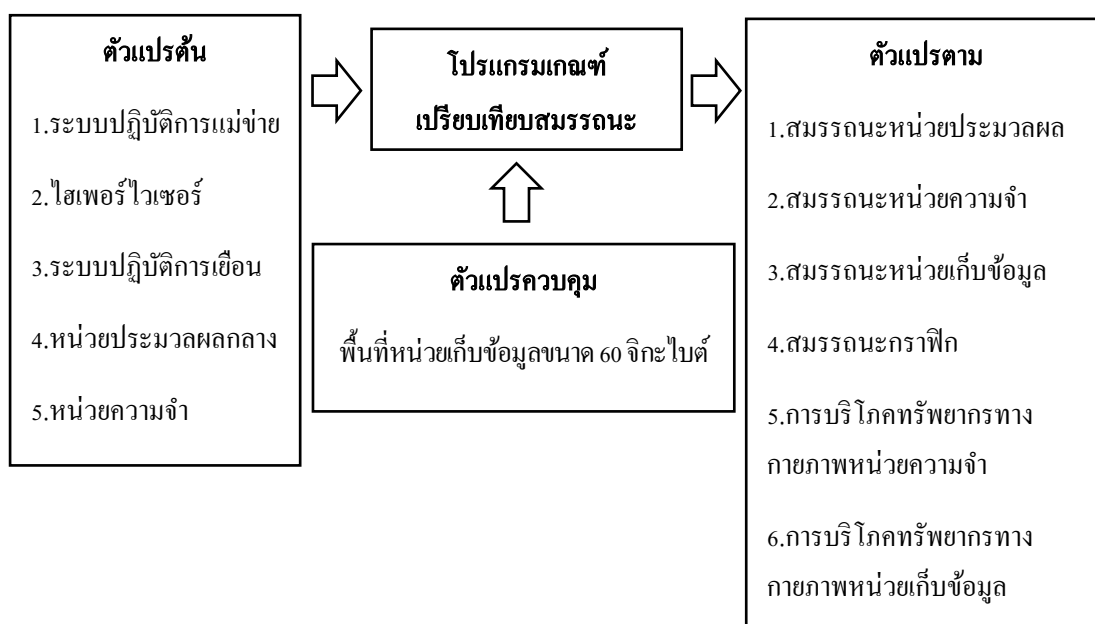 ตัวแปรต้น
1.ระบบปฏิบัติการแม่ข่าย
2.ไฮเพอร์ไวเซอร์
3.ระบบปฏิบัติการเยือน
4.หน่วยประมวลผลกลาง
5.หน่วยความจำ
โปรแกรมเกณฑ์
เปรียบเทียบสมรรถนะ
ตัวแปรควบคุม
พื้นที่หน่วยเก็บข้อมูลขนาด 60 จิกะไบต์
ตัวแปรตาม
1.สมรรถนะหน่วยประมวลผล
2.สมรรถนะหน่วยความจำ
3.สมรรถนะหน่วยเก็บข้อมูล
4.สมรรถนะกราฟิก
5.การบริโภคทรัพยากรทาง
กายภาพหน่วยความจำ
6.การบริโภคทรัพยากรทาง
กายภาพหน่วยเก็บข้อมูล